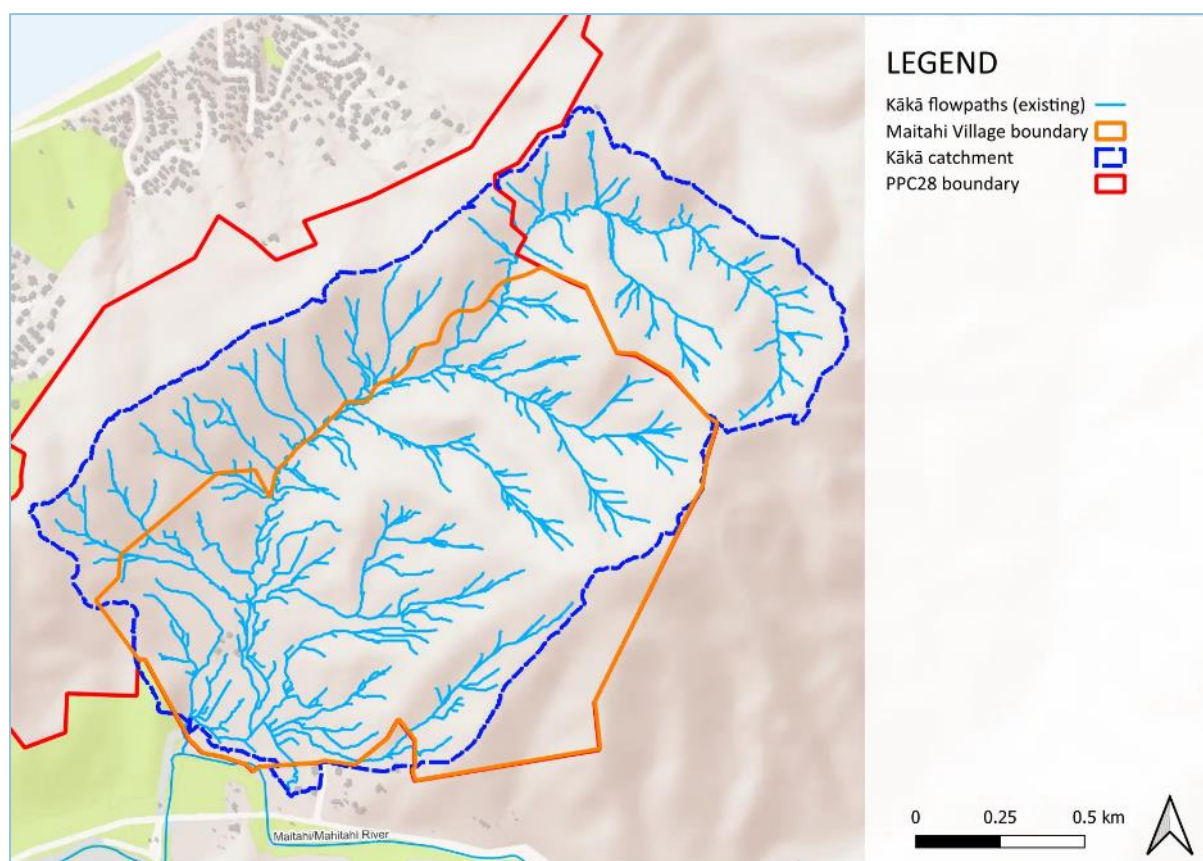 LEGEND
Kākā flowpaths (existing)
Maitahi Village boundary
Kākā catchment
PPC28 boundary
0 0.25 0.5 km
Maitahi/Mahitahi River